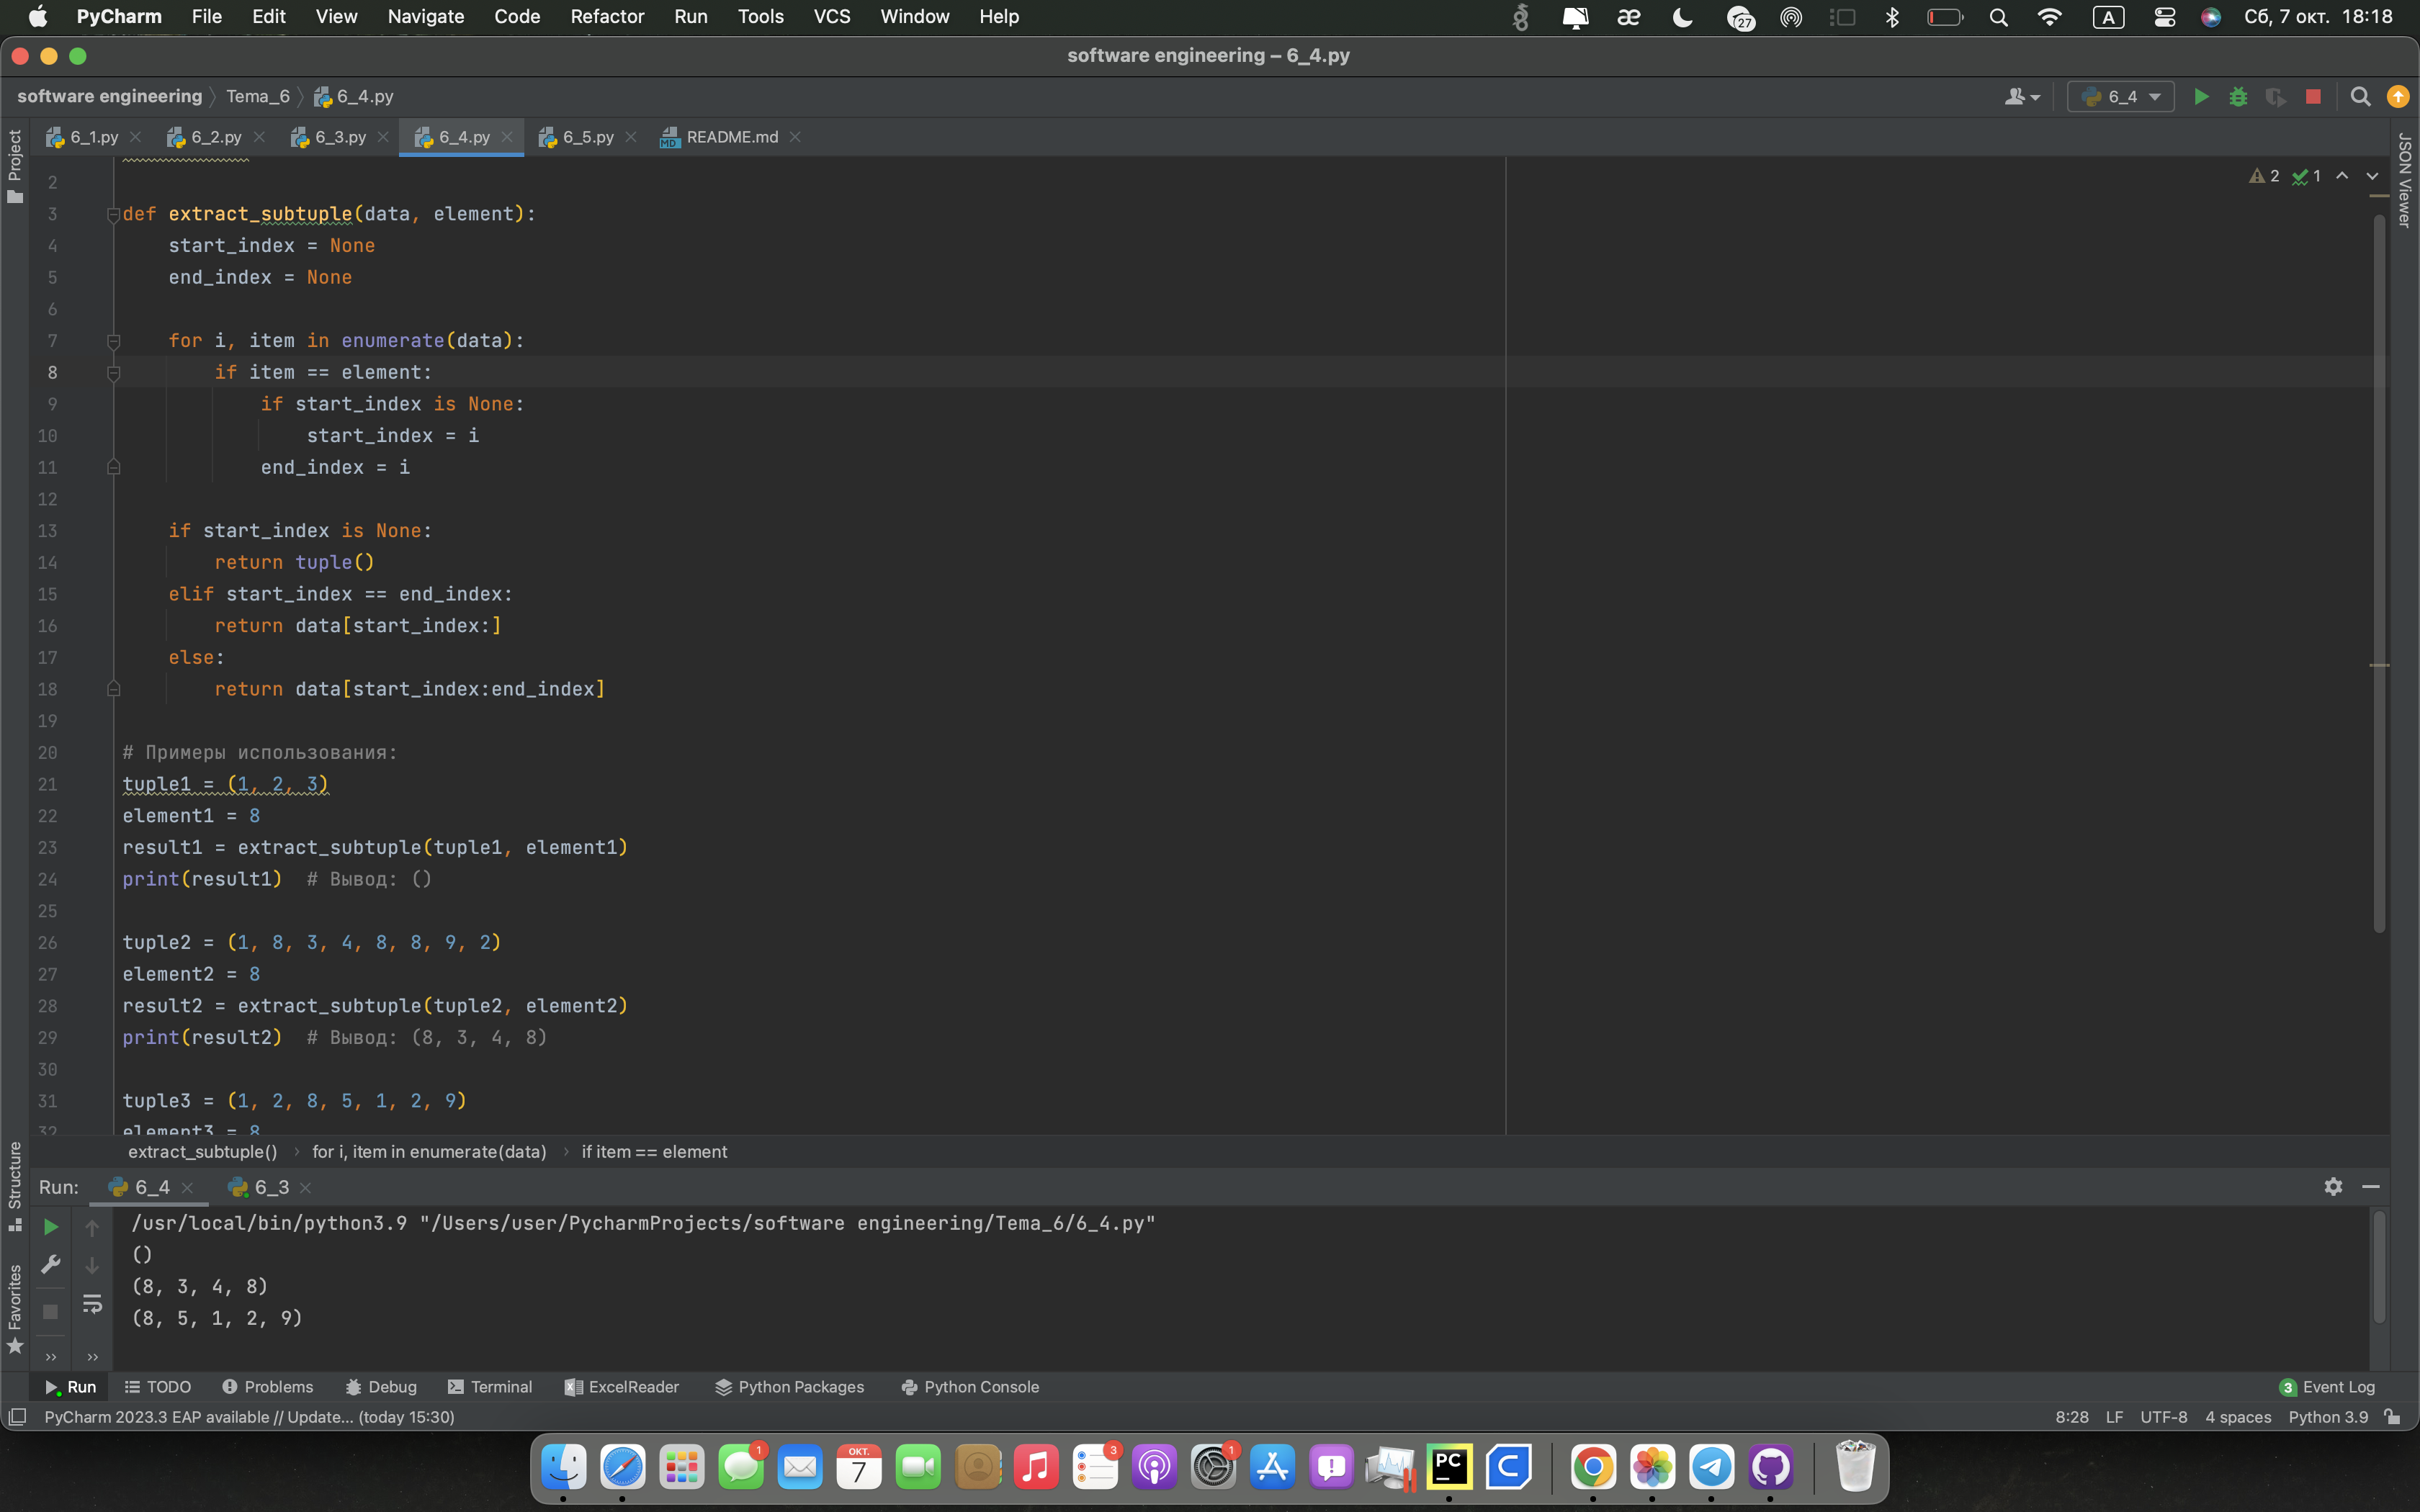 PyCharm File Edit View Navigate Code Refactor Run Tools VCS Window Help 27 A Сб, 7 окт. 18:18
software engineering – 6_4.py
software engineering Tema_6 6_4.py 6_4
6_1.py 6_2.py 6_3.py 6_4.py 6_5.py README.md
Project
JSON Viewer
2 1
2
3 def extract_subtuple(data, element):
4 start_index = None
5 end_index = None
6
7 for i, item in enumerate(data):
8 if item == element:
9 if start_index is None:
10 start_index = i
11 end_index = i
12
13 if start_index is None:
14 return tuple()
15 elif start_index == end_index:
16 return data[start_index:]
17 else:
18 return data[start_index:end_index]
19
20 # Примеры использования:
21 tuple1 = (1, 2, 3)
22 element1 = 8
23 result1 = extract_subtuple(tuple1, element1)
24 print(result1) # Вывод: ()
25
26 tuple2 = (1, 8, 3, 4, 8, 8, 9, 2)
27 element2 = 8
28 result2 = extract_subtuple(tuple2, element2)
29 print(result2) # Вывод: (8, 3, 4, 8)
30
31 tuple3 = (1, 2, 8, 5, 1, 2, 9)
32 element3 = 8
extract_subtuple() for i, item in enumerate(data) if item == element
Structure
Favorites
Run: 6_4 6_3
/usr/local/bin/python3.9 "/Users/user/PycharmProjects/software engineering/Tema_6/6_4.py"
()
(8, 3, 4, 8)
(8, 5, 1, 2, 9)
Run TODO Problems Debug Terminal ExcelReader Python Packages Python Console 3 Event Log
PyCharm 2023.3 EAP available // Update... (today 15:30) 8:28 LF UTF-8 4 spaces Python 3.9
1 ОКТ. 7 3 1 PC